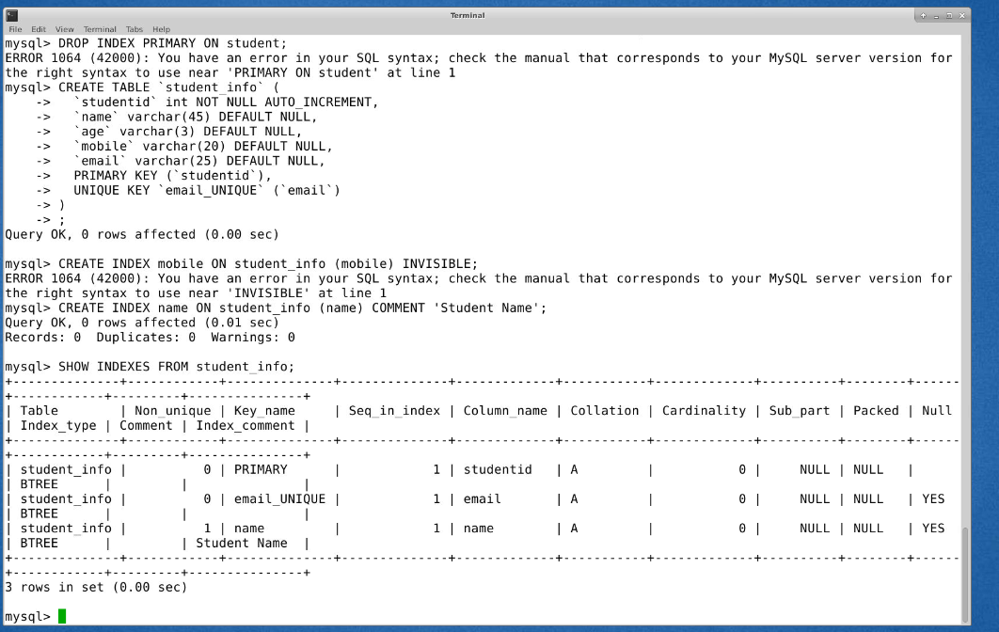 Terminal
File Edit View Terminal Tabs Help
mysql> DROP INDEX PRIMARY ON student;
ERROR 1064 (42000): You have an error in your SQL syntax; check the manual that corresponds to your MySQL server version for
the right syntax to use near 'PRIMARY ON student' at line 1
mysql> CREATE TABLE `student_info` (
    ->   `studentid` int NOT NULL AUTO_INCREMENT,
    ->   `name` varchar(45) DEFAULT NULL,
    ->   `age` varchar(3) DEFAULT NULL,
    ->   `mobile` varchar(20) DEFAULT NULL,
    ->   `email` varchar(25) DEFAULT NULL,
    ->   PRIMARY KEY (`studentid`),
    ->   UNIQUE KEY `email_UNIQUE` (`email`)
    -> )
    -> ;
Query OK, 0 rows affected (0.00 sec)
mysql> CREATE INDEX mobile ON student_info (mobile) INVISIBLE;
ERROR 1064 (42000): You have an error in your SQL syntax; check the manual that corresponds to your MySQL server version for
the right syntax to use near 'INVISIBLE' at line 1
mysql> CREATE INDEX name ON student_info (name) COMMENT 'Student Name';
Query OK, 0 rows affected (0.01 sec)
Records: 0  Duplicates: 0  Warnings: 0
mysql> SHOW INDEXES FROM student_info;
+--------------+------------+--------------+--------------+-------------+-----------+-------------+----------+--------+------
+------------+---------+---------------+
| Table        | Non_unique | Key_name     | Seq_in_index | Column_name | Collation | Cardinality | Sub_part | Packed | Null
| Index_type | Comment | Index_comment |
+--------------+------------+--------------+--------------+-------------+-----------+-------------+----------+--------+------
+------------+---------+---------------+
| student_info |          0 | PRIMARY      |            1 | studentid   | A         |           0 |     NULL | NULL   |
| BTREE      |         |               |
| student_info |          0 | email_UNIQUE |            1 | email       | A         |           0 |     NULL | NULL   | YES
| BTREE      |         |               |
| student_info |          1 | name         |            1 | name        | A         |           0 |     NULL | NULL   | YES
| BTREE      |         | Student Name  |
+--------------+------------+--------------+--------------+-------------+-----------+-------------+----------+--------+------
+------------+---------+---------------+
3 rows in set (0.00 sec)
mysql>